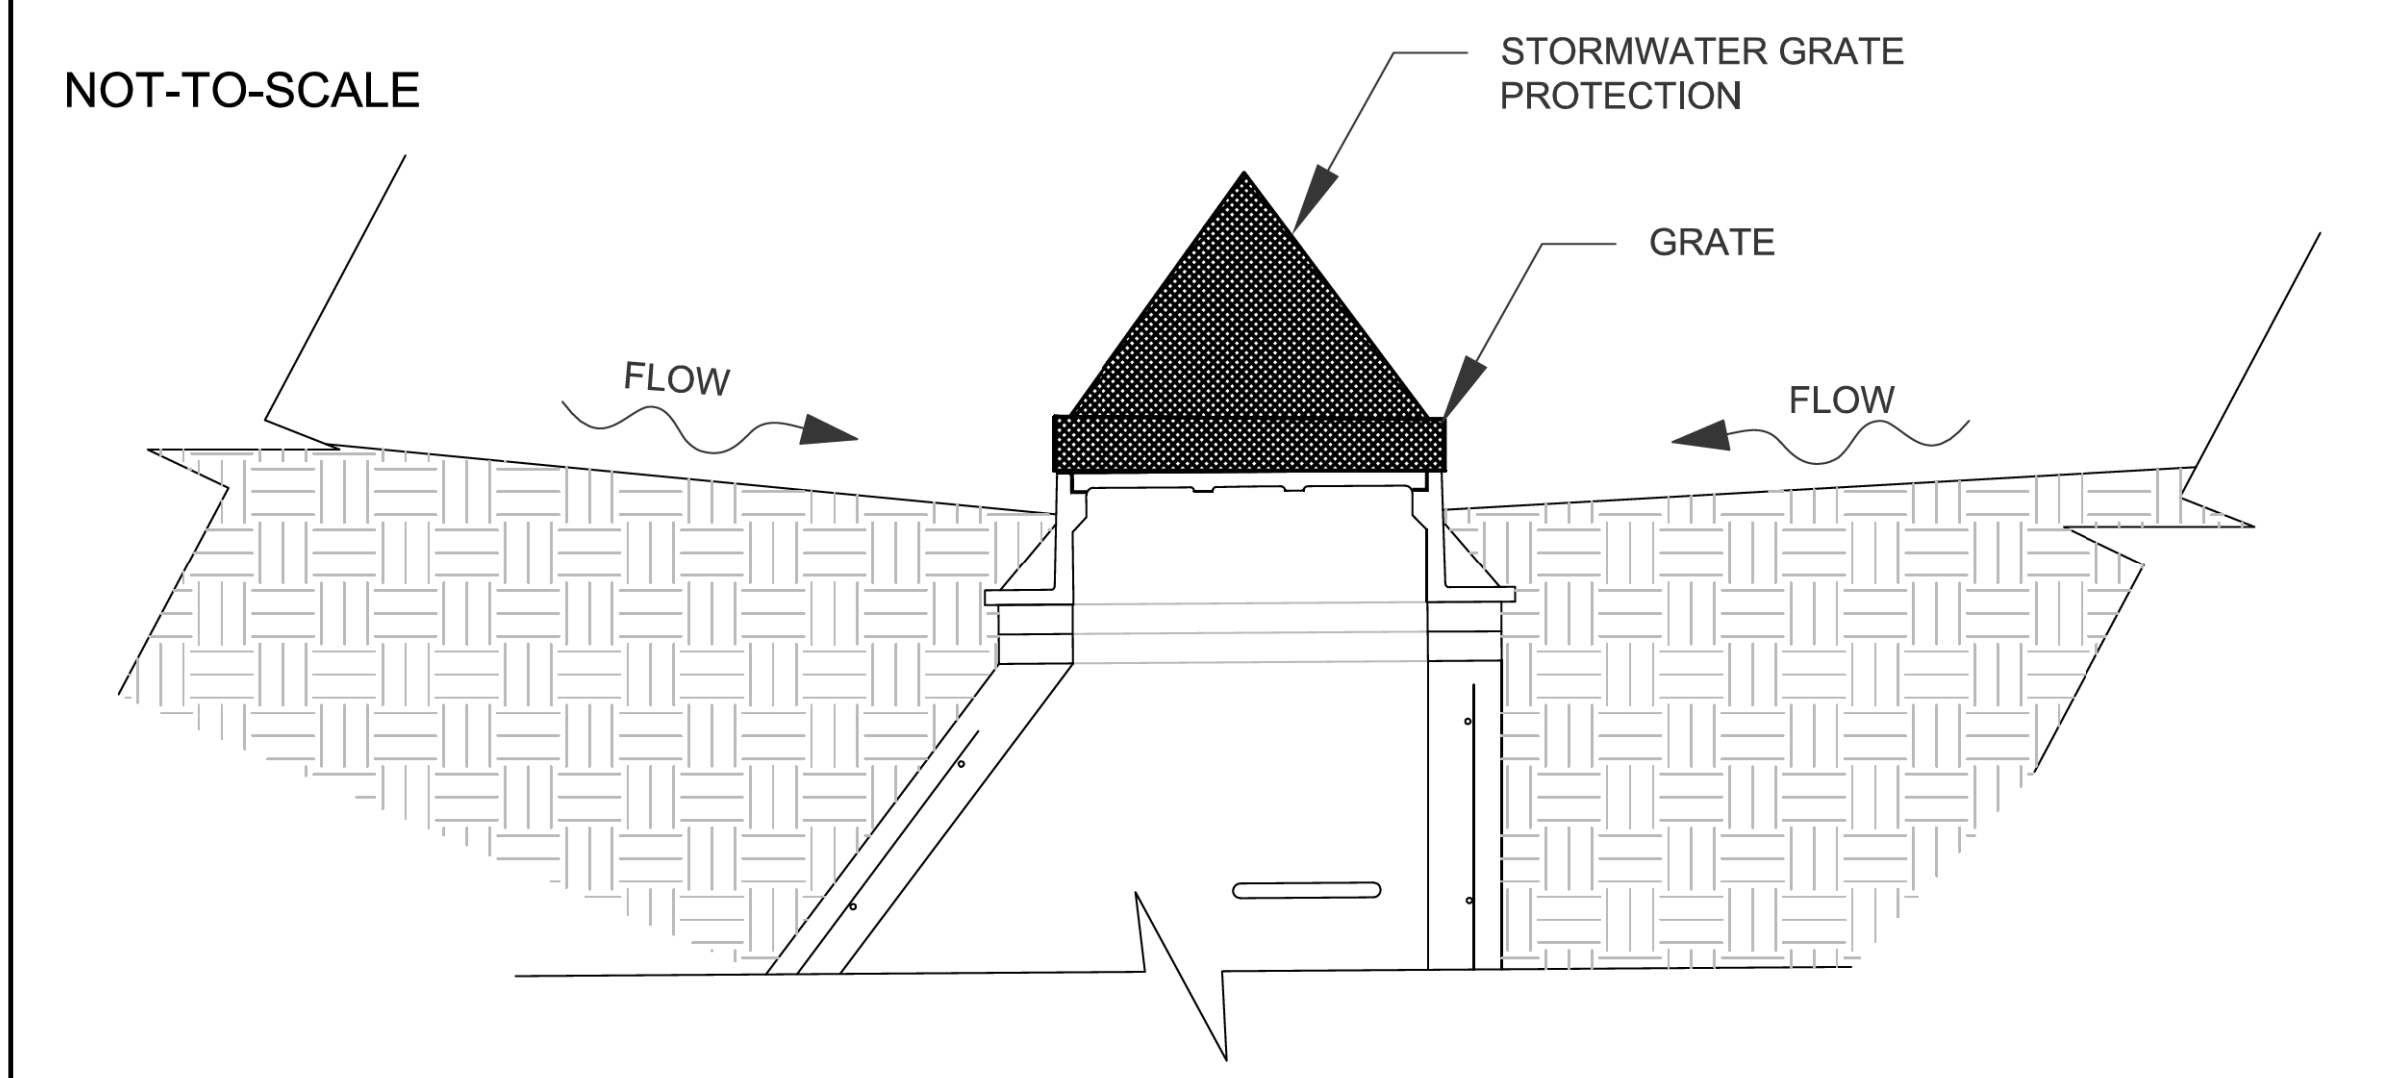 NOT-TO-SCALE
STORMWATER GRATE
PROTECTION
GRATE
FLOW
FLOW